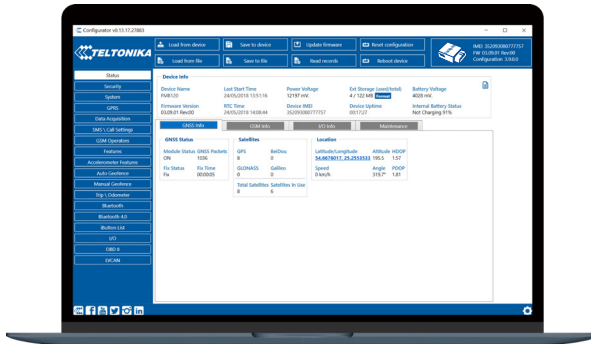 Configurator v0.13.17.27883
TELTONIKA
Load from device
Save to device
Update firmware
Reset configuration
Load from file
Save to file
Read records
Reboot device
IMEI 352093080777757
FW 03.09.01 Rev:00
Configuration 3.9.0.0
Status
Security
System
GPRS
Data Acquisition
SMS \ Call Settings
GSM Operators
Features
Accelerometer Features
Auto Geofence
Manual Geofence
Trip \ Odometer
Bluetooth
Bluetooth 4.0
iButton List
I/O
OBD II
LVCAN
Device Info
Device Name
FMB120
Last Start Time
24/05/2018 13:51:16
Power Voltage
12197 mV.
Ext Storage (used/total)
4 / 122 MB Format
Battery Voltage
4028 mV.
Firmware Version
03.09.01 Rev:00
RTC Time
24/05/2018 14:08:44
Device IMEI
352093080777757
Device Uptime
00:17:27
Internal Battery Status
Not Charging 91%
GNSS Info
GSM Info
I/O Info
Maintenance
GNSS Status
Module Status GNSS Packets
ON 1036
Fix Status Fix Time
Fix 00:00:05
Satellites
GPS BeiDou
8 0
GLONASS Galileo
0 0
Total Satellites Satellites in Use
8 6
Location
Latitude/Longitude Altitude HDOP
54.6676017, 25.2553533 195.5 1.57
Speed Angle PDOP
0 km/h. 319.7° 1.81